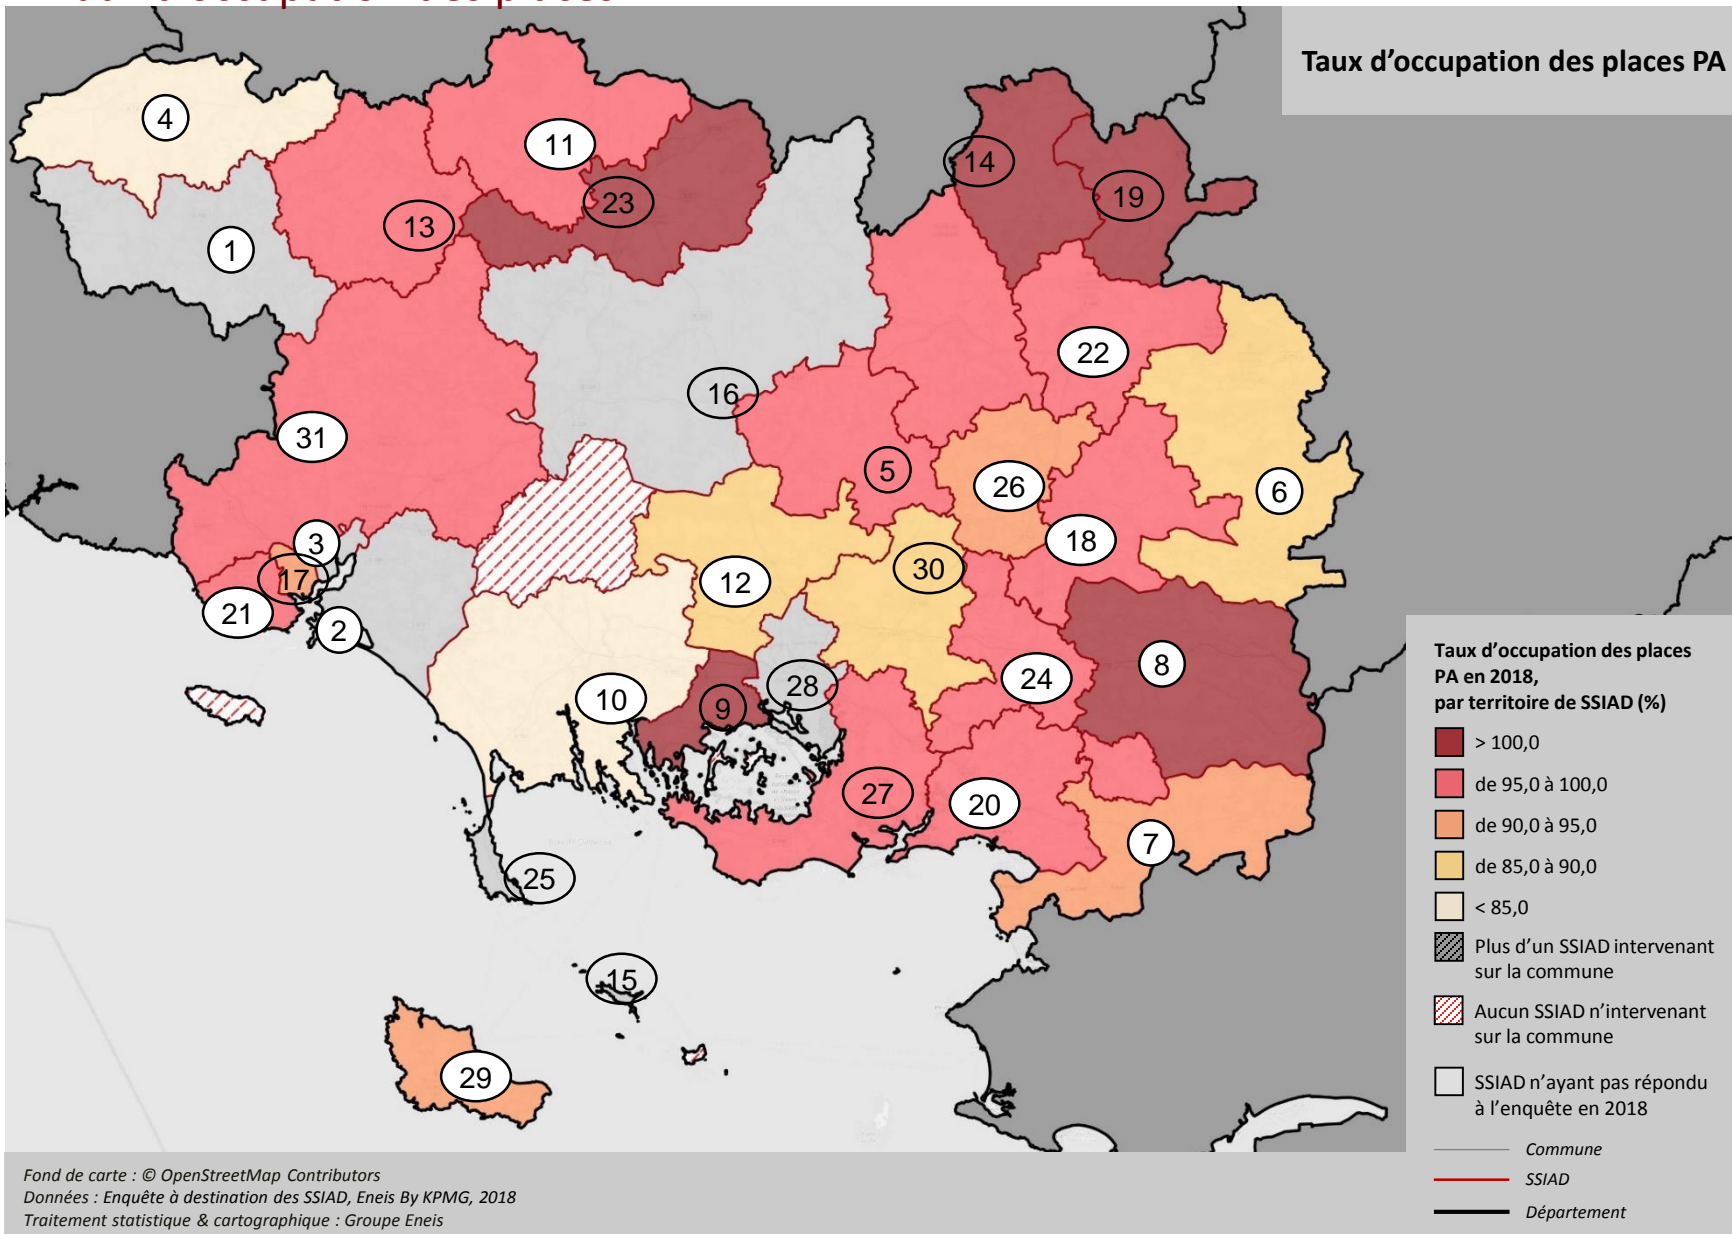 Taux d'occupation des places PA
4
11
14
23
19
13
1
22
16
31
5
26
6
3
18
17
12
30
21
2
8
24
28
10
9
27
20
7
25
15
29
Taux d'occupation des places
PA en 2018,
par territoire de SSIAD (%)
> 100,0
de 95,0 à 100,0
de 90,0 à 95,0
de 85,0 à 90,0
< 85,0
Plus d'un SSIAD intervenant
sur la commune
Aucun SSIAD n'intervenant
sur la commune
SSIAD n'ayant pas répondu
à l'enquête en 2018
Commune
SSIAD
Département
Fond de carte : © OpenStreetMap Contributors
Données : Enquête à destination des SSIAD, Eneis By KPMG, 2018
Traitement statistique & cartographique : Groupe Eneis